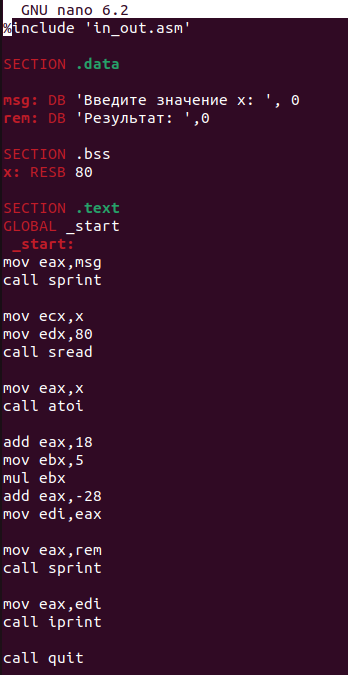 GNU nano 6.2
%include 'in_out.asm'
SECTION .data
msg: DB 'Введите значение x: ', 0
rem: DB 'Результат: ',0
SECTION .bss
x: RESB 80
SECTION .text
GLOBAL _start
_start:
mov eax,msg
call sprint
mov ecx,x
mov edx,80
call sread
mov eax,x
call atoi
add eax,18
mov ebx,5
mul ebx
add eax,-28
mov edi,eax
mov eax,rem
call sprint
mov eax,edi
call iprint
call quit